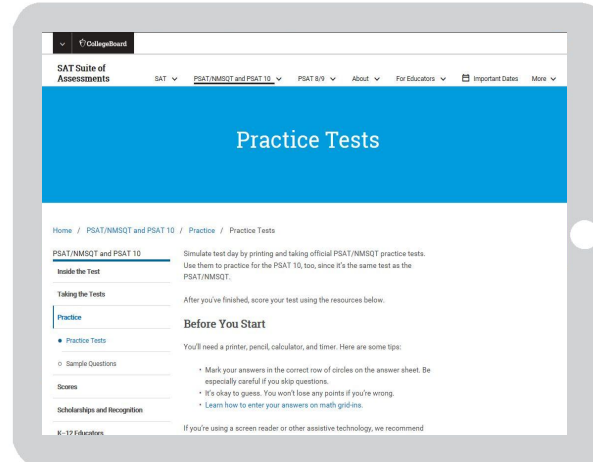 CollegeBoard
SAT Suite of
Assessments
SAT
PSAT/NMSQT and PSAT 10
PSAT 8/9
About
For Educators
Important Dates
More
Practice Tests
Home / PSAT/NMSQT and PSAT 10 / Practice / Practice Tests
PSAT/NMSQT and PSAT 10
Inside the Test
Taking the Tests
Practice
Practice Tests
Sample Questions
Scores
Scholarships and Recognition
K–12 Educators
Simulate test day by printing and taking official PSAT/NMSQT practice tests.
Use them to practice for the PSAT 10, too, since it's the same test as the
PSAT/NMSQT.
After you've finished, score your test using the resources below.
Before You Start
You'll need a printer, pencil, calculator, and timer. Here are some tips:
• Mark your answers in the correct row of circles on the answer sheet. Be
especially careful if you skip questions.
• It's okay to guess. You won't lose any points if you're wrong.
• Learn how to enter your answers on math grid-ins.
If you're using a screen reader or other assistive technology, we recommend